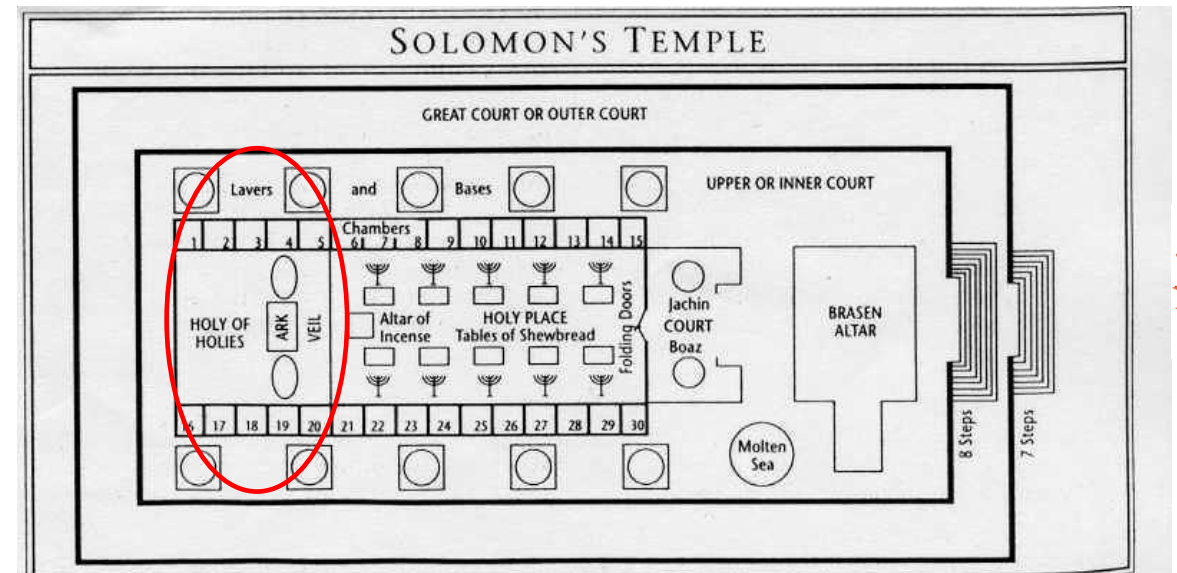 SOLOMON'S TEMPLE
GREAT COURT OR OUTER COURT
UPPER OR INNER COURT
Lavers and Bases
Chambers
1 2 3 4 5 6 7 8 9 10 11 12 13 14 15
HOLY OF
HOLIES
ARK
VEIL
Altar of
Incense
HOLY PLACE
Tables of Shewbread
Folding Doors
Jachin
COURT
Boaz
BRASEN
ALTAR
16 17 18 19 20 21 22 23 24 25 26 27 28 29 30
Molten
Sea
8 Steps
7 Steps